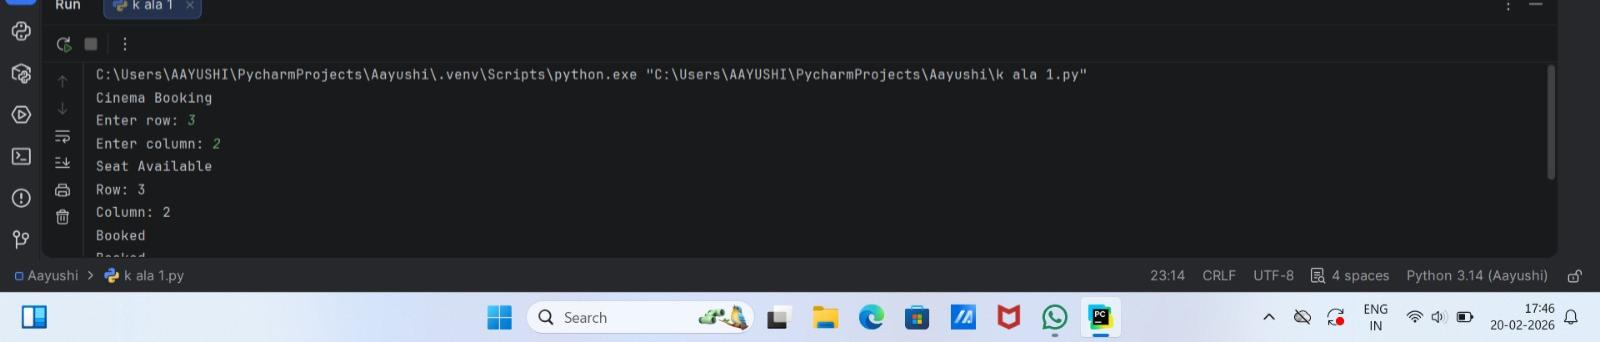 Run
k ala 1
C:\Users\AAYUSHI\PycharmProjects\Aayushi\.venv\Scripts\python.exe "C:\Users\AAYUSHI\PycharmProjects\Aayushi\k ala 1.py"
Cinema Booking
Enter row: 3
Enter column: 2
Seat Available
Row: 3
Column: 2
Booked
Aayushi > k ala 1.py
23:14 CRLF UTF-8 4 spaces Python 3.14 (Aayushi)
Search
PC
ENG
IN
17:46
20-02-2026